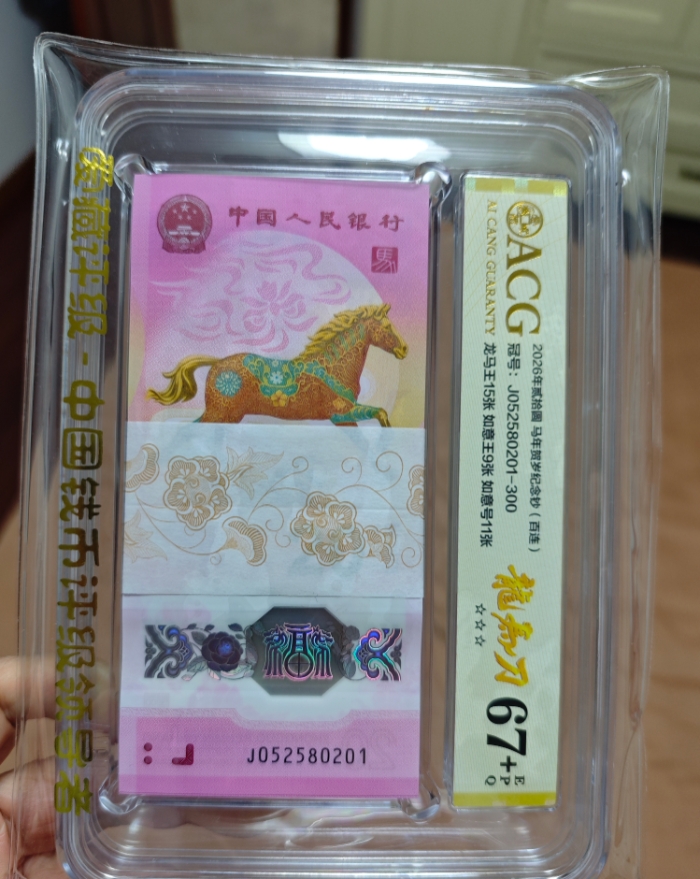 爱藏评级 - 中国钱币评级领导者
中国人民银行
馬
J052580201
ACG
AI CANG GUARANTY
2026年贰拾圆 马年贺岁纪念钞（百连）
冠号：J052580201-300
龙马王15张 如意王9张 如意号11张
☆☆☆
67+
EPQ